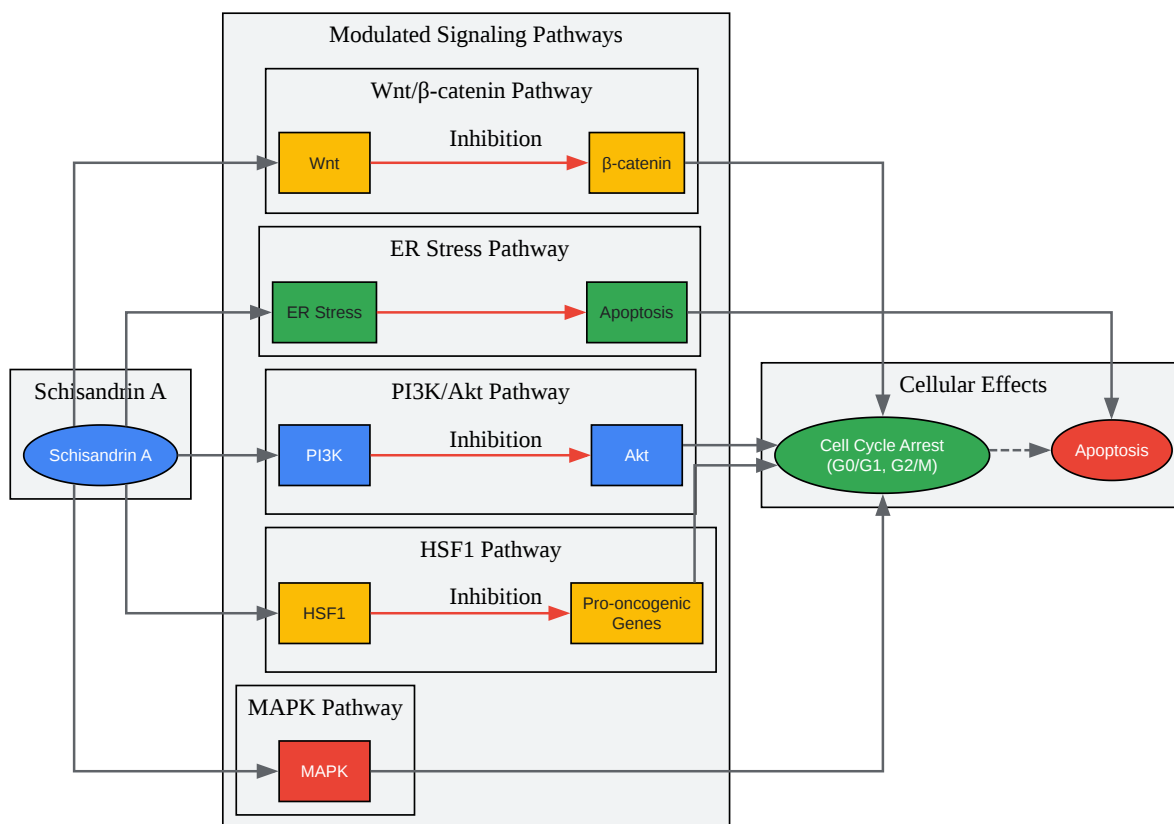 Modulated Signaling Pathways
Wnt/β-catenin Pathway
Wnt
Inhibition
β-catenin
ER Stress Pathway
ER Stress
Apoptosis
Schisandrin A
Schisandrin A
PI3K/Akt Pathway
PI3K
Inhibition
Akt
Cellular Effects
Cell Cycle Arrest
(G0/G1, G2/M)
Apoptosis
HSF1 Pathway
HSF1
Inhibition
Pro-oncogenic
Genes
MAPK Pathway
MAPK